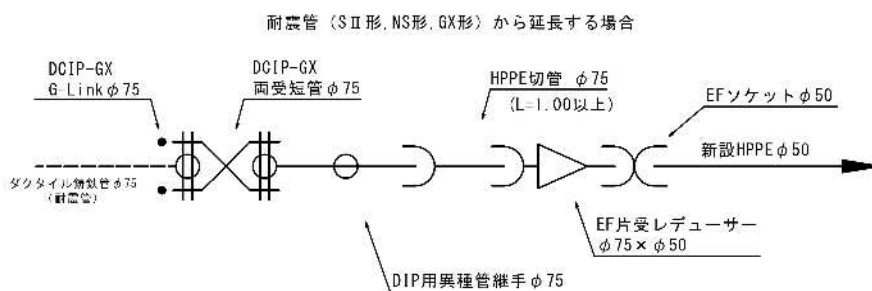 耐震管（SⅡ形,NS形,GX形）から延長する場合
DCIP-GX
G-Linkφ75
DCIP-GX
両受短管φ75
HPPE切管 φ75
(L=1.00以上)
EFソケットφ50
新設HPPEφ50
ダクタイル鋳鉄管φ75
(耐震管)
EF片受レデューサー
φ75×φ50
DIP用異種管継手φ75